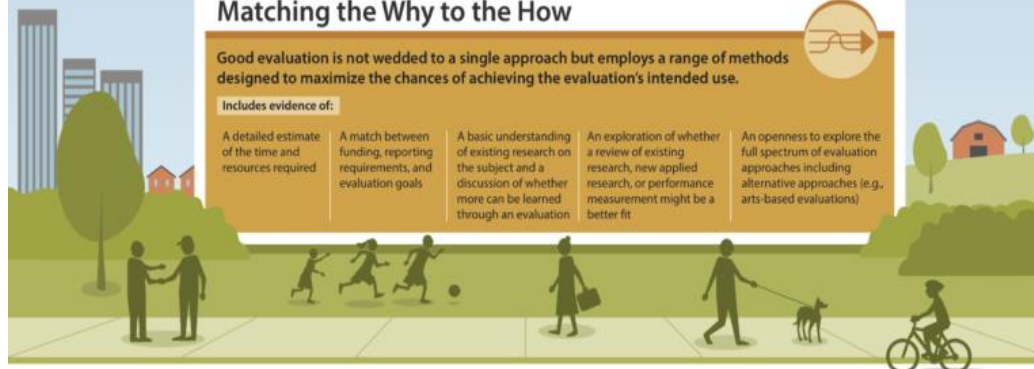 Matching the Why to the How
Good evaluation is not wedded to a single approach but employs a range of methods
designed to maximize the chances of achieving the evaluation's intended use.
Includes evidence of:
A detailed estimate
of the time and
resources required
A match between
funding, reporting
requirements, and
evaluation goals
A basic understanding
of existing research on
the subject and a
discussion of whether
more can be learned
through an evaluation
An exploration of whether
a review of existing
research, new applied
research, or performance
measurement might be a
better fit
An openness to explore the
full spectrum of evaluation
approaches including
alternative approaches (e.g.,
arts-based evaluations)